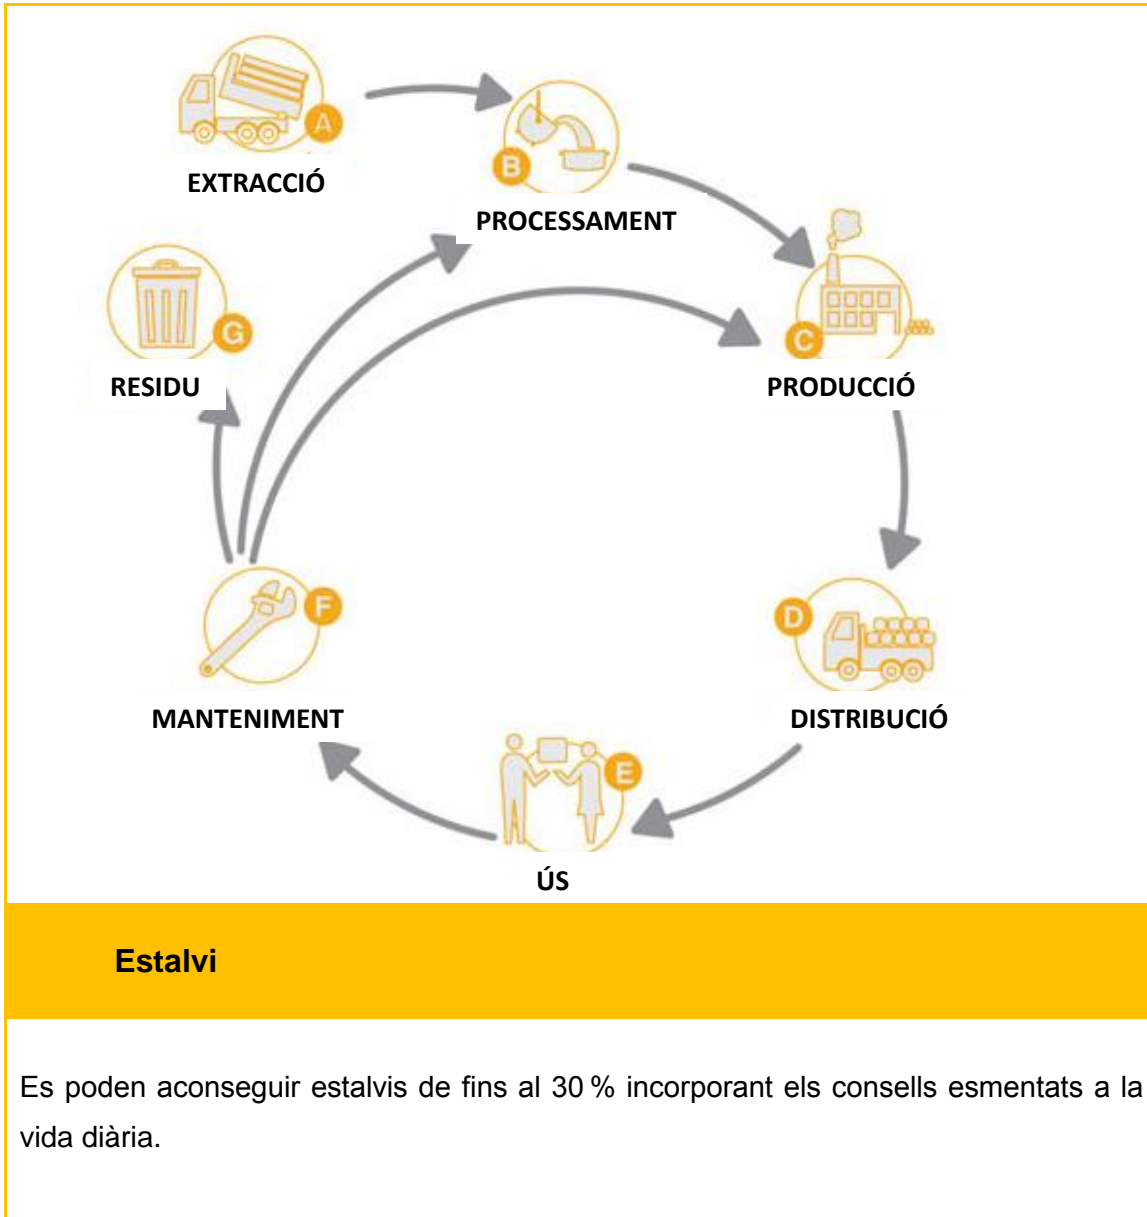 A
EXTRACCIÓ
B
PROCESSAMENT
G
RESIDU
C
PRODUCCIÓ
F
MANTENIMENT
D
DISTRIBUCIÓ
E
ÚS
Estalvi
Es poden aconseguir estalvis de fins al 30 % incorporant els consells esmentats a la
vida diària.